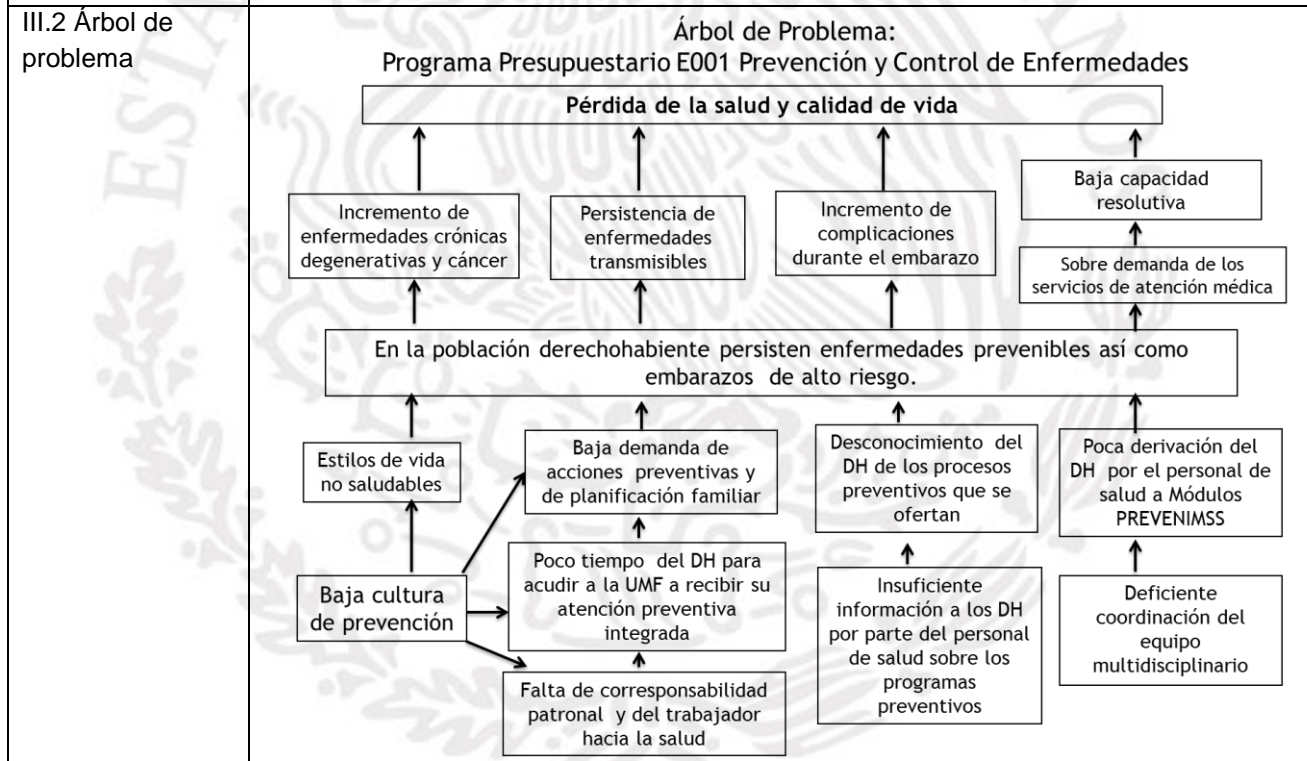 III.2 Árbol de
problema
Árbol de Problema:
Programa Presupuestario E001 Prevención y Control de Enfermedades
Pérdida de la salud y calidad de vida
Incremento de
enfermedades crónicas
degenerativas y cáncer
Persistencia de
enfermedades
transmisibles
Incremento de
complicaciones
durante el embarazo
Baja capacidad
resolutiva
Sobre demanda de los
servicios de atención médica
En la población derechohabiente persisten enfermedades prevenibles así como
embarazos de alto riesgo.
Estilos de vida
no saludables
Baja demanda de
acciones preventivas y
de planificación familiar
Desconocimiento del
DH de los procesos
preventivos que se
ofertan
Poca derivación del
DH por el personal de
salud a Módulos
PREVENIMSS
Baja cultura
de prevención
Poco tiempo del DH para
acudir a la UMF a recibir su
atención preventiva
integrada
Insuficiente
información a los DH
por parte del personal
de salud sobre los
programas
preventivos
Deficiente
coordinación del
equipo
multidisciplinario
Falta de corresponsabilidad
patronal y del trabajador
hacia la salud